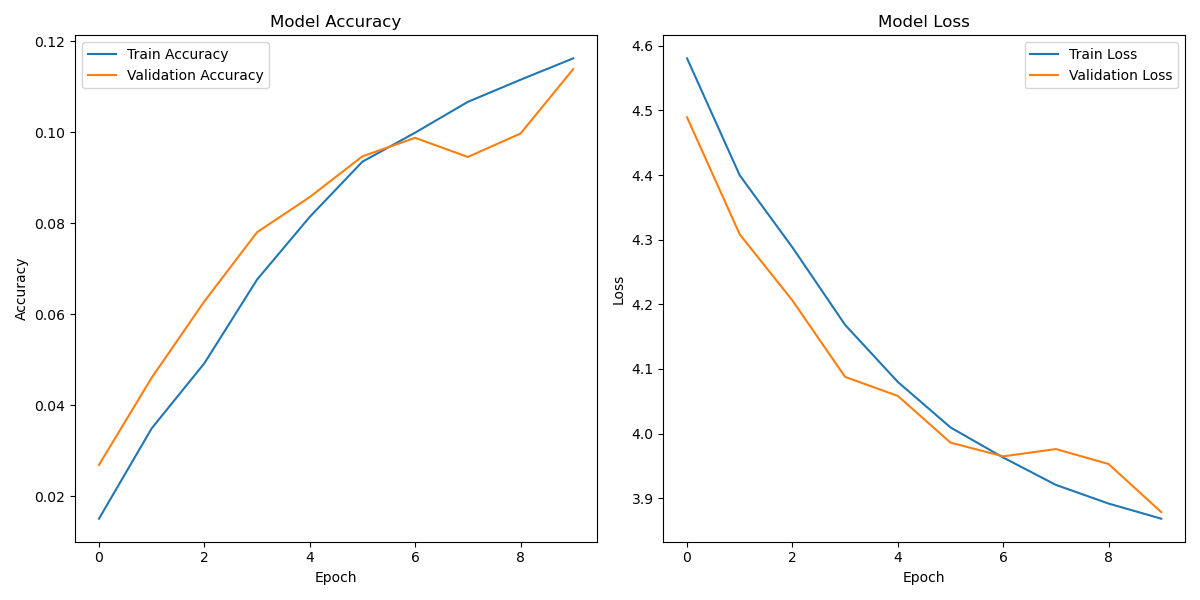 Model Accuracy
Train Accuracy
Validation Accuracy
0.12
0.10
0.08
0.06
0.04
0.02
Accuracy
0 2 4 6 8
Epoch
Model Loss
Train Loss
Validation Loss
4.6
4.5
4.4
4.3
4.2
4.1
4.0
3.9
Loss
0 2 4 6 8
Epoch